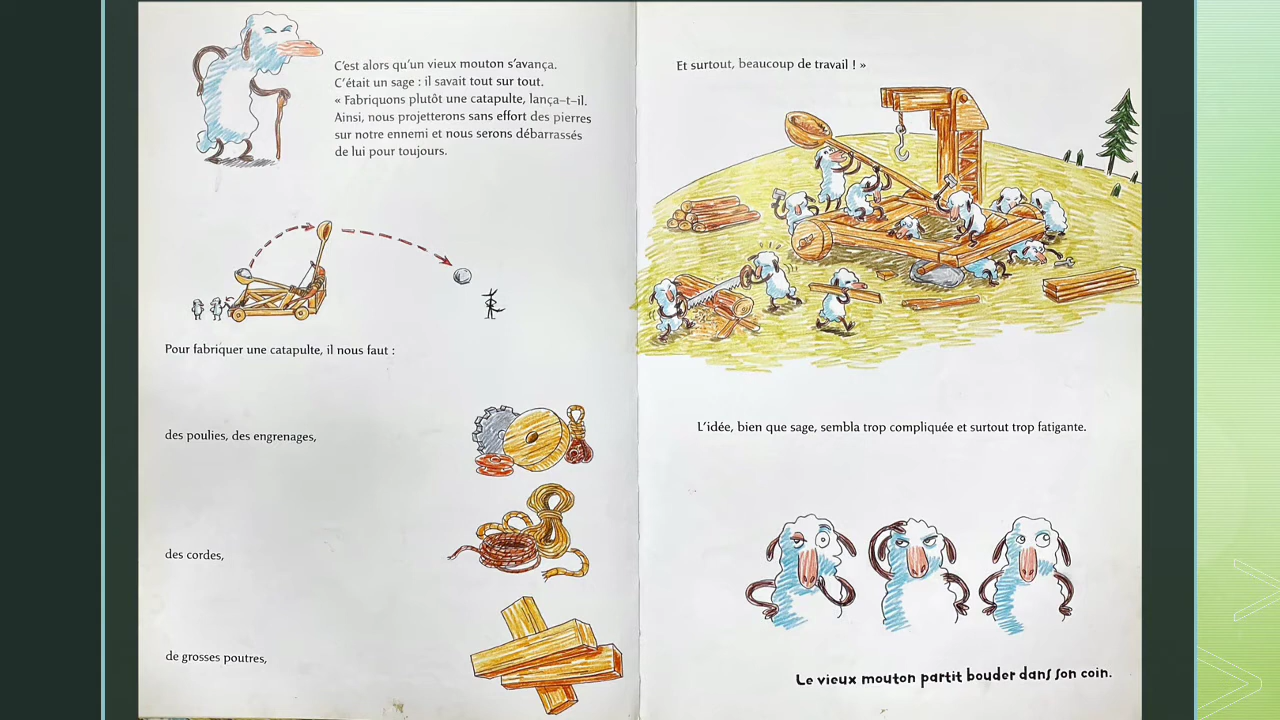 C'est alors qu'un vieux mouton s'avança.
C'était un sage : il savait tout sur tout.
« Fabriquons plutôt une catapulte, lança-t-il.
Ainsi, nous projetterons sans effort des pierres
sur notre ennemi et nous serons débarrassés
de lui pour toujours.
Pour fabriquer une catapulte, il nous faut :
des poulies, des engrenages,
des cordes,
de grosses poutres,
Et surtout, beaucoup de travail ! »
L'idée, bien que sage, sembla trop compliquée et surtout trop fatigante.
Le vieux mouton partit bouder dans son coin.